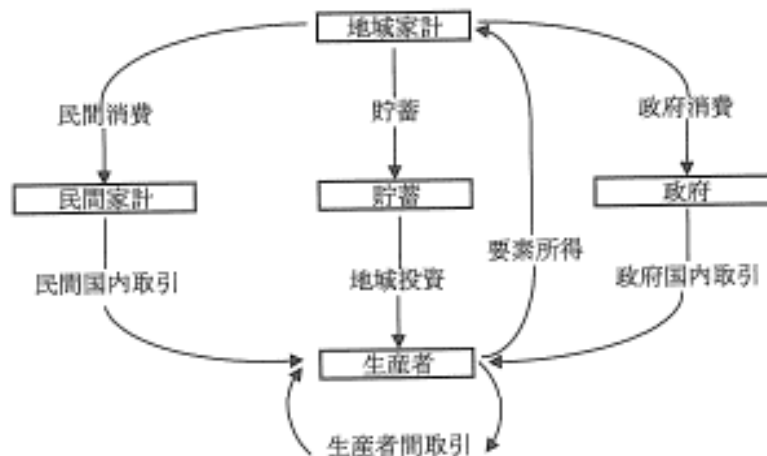 地域家計
民間消費
貯蓄
政府消費
民間家計
貯蓄
政府
民間国内取引
地域投資
要素所得
政府国内取引
生産者
生産者間取引